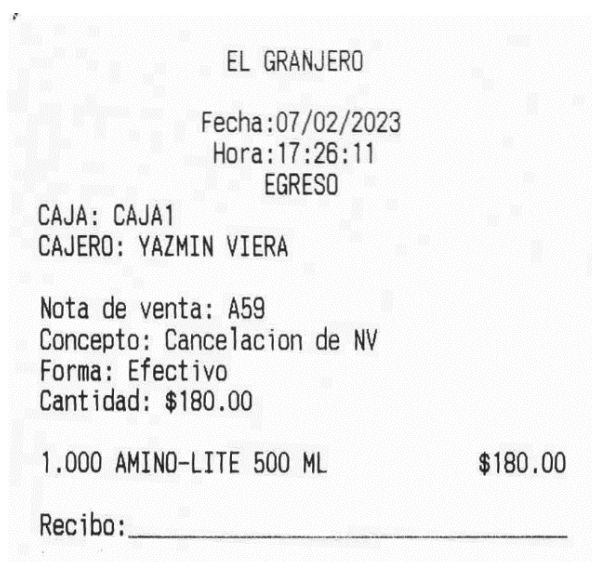 EL GRANJERO
Fecha:07/02/2023
Hora:17:26:11
EGRESO
CAJA: CAJA1
CAJERO: YAZMIN VIERA
Nota de venta: A59
Concepto: Cancelacion de NV
Forma: Efectivo
Cantidad: $180.00
1.000 AMINO-LITE 500 ML $180.00
Recibo: